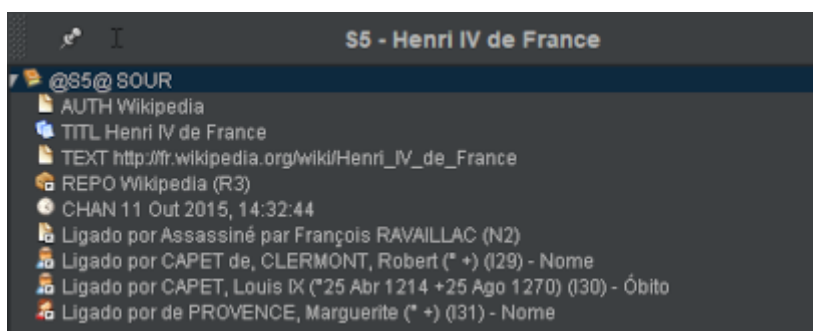 S5 - Henri IV de France
@S5@ SOUR
AUTH Wikipedia
TITL Henri IV de France
TEXT http://fr.wikipedia.org/wiki/Henri_IV_de_France
REPO Wikipedia (R3)
CHAN 11 Out 2015, 14:32:44
Ligado por Assassiné par François RAVAILLAC (N2)
Ligado por CAPET de, CLERMONT, Robert (* +) (I29) - Nome
Ligado por CAPET, Louis IX (*25 Abr 1214 +25 Ago 1270) (I30) - Óbito
Ligado por de PROVENCE, Marguerite (* +) (I31) - Nome